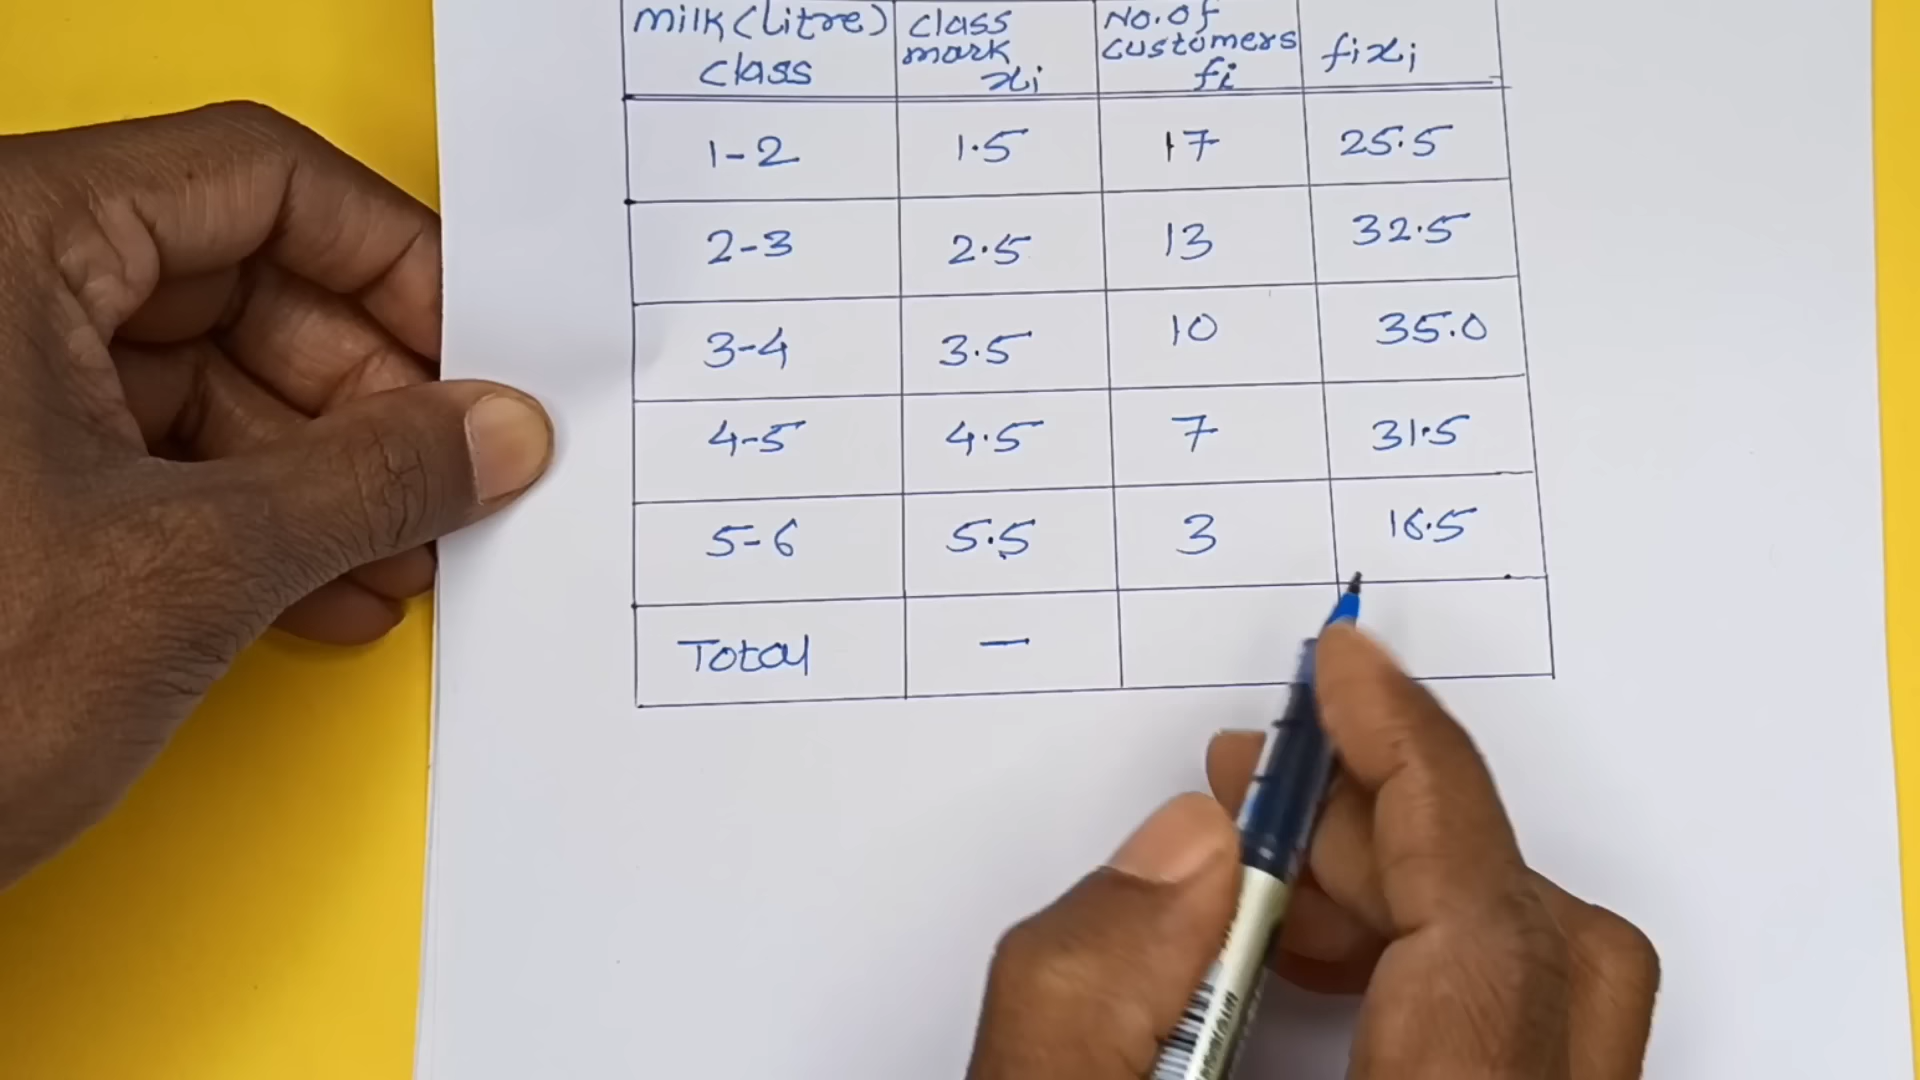 Milk (Litre) class | class mark xi | No. of customers fi | fixi
1-2 | 1.5 | 17 | 25.5
2-3 | 2.5 | 13 | 32.5
3-4 | 3.5 | 10 | 35.0
4-5 | 4.5 | 7 | 31.5
5-6 | 5.5 | 3 | 16.5
Total | —